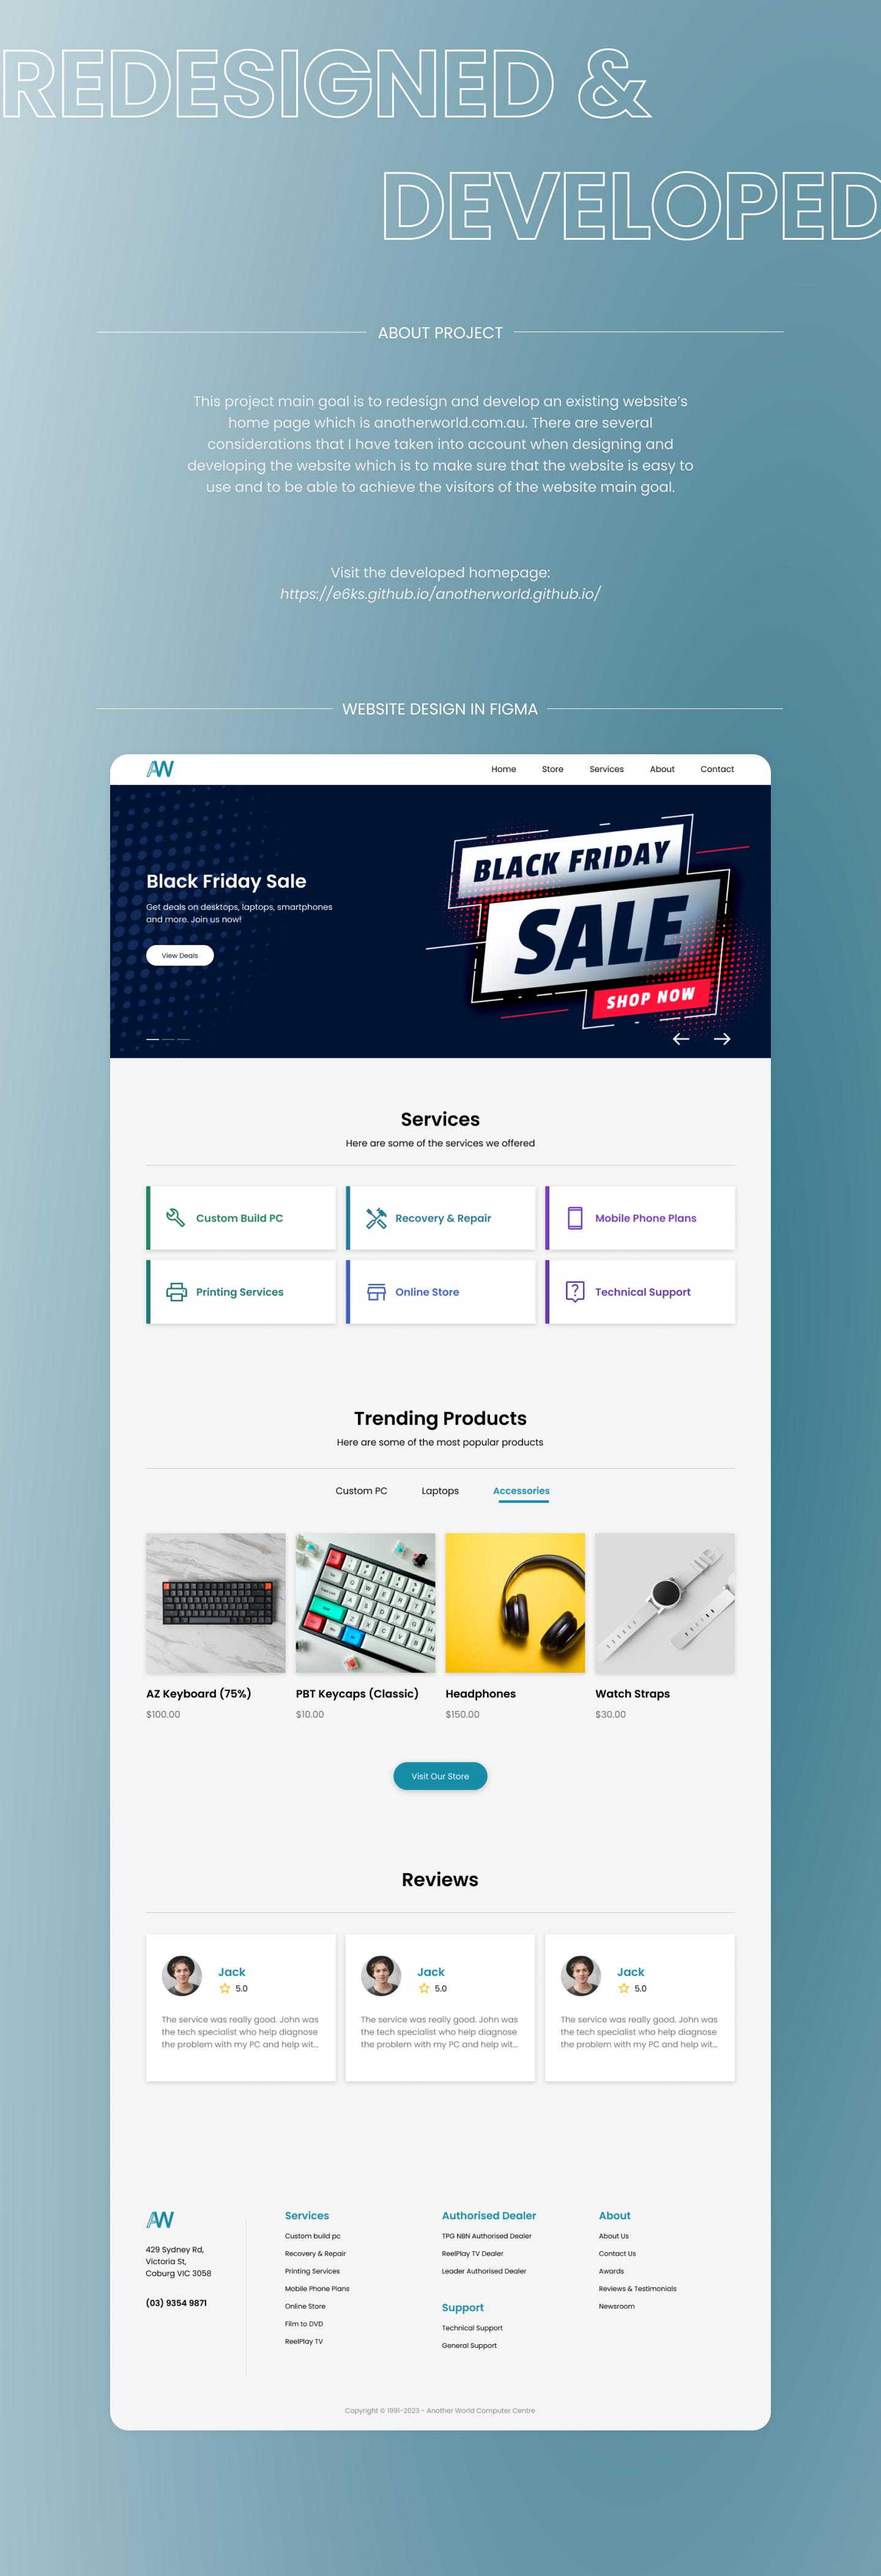 REDESIGNED &
DEVELOPED
ABOUT PROJECT
This project main goal is to redesign and develop an existing website's
home page which is anotherworld.com.au. There are several
considerations that I have taken into account when designing and
developing the website which is to make sure that the website is easy to
use and to be able to achieve the visitors of the website main goal.
Visit the developed homepage:
https://e6ks.github.io/anotherworld.github.io/
WEBSITE DESIGN IN FIGMA
AW
Home Store Services About Contact
Black Friday Sale
Get deals on desktops, laptops, smartphones
and more. Join us now!
View Deals
BLACK FRIDAY
SALE
SHOP NOW
Services
Here are some of the services we offered
Custom Build PC
Recovery & Repair
Mobile Phone Plans
Printing Services
Online Store
Technical Support
Trending Products
Here are some of the most popular products
Custom PC Laptops Accessories
AZ Keyboard (75%)
$100.00
PBT Keycaps (Classic)
$10.00
Headphones
$150.00
Watch Straps
$30.00
Visit Our Store
Reviews
Jack
5.0
The service was really good. John was
the tech specialist who help diagnose
the problem with my PC and help wit...
Jack
5.0
The service was really good. John was
the tech specialist who help diagnose
the problem with my PC and help wit...
Jack
5.0
The service was really good. John was
the tech specialist who help diagnose
the problem with my PC and help wit...
AW
429 Sydney Rd,
Victoria St,
Coburg VIC 3058
(03) 9354 9871
Services
Custom build pc
Recovery & Repair
Printing Services
Mobile Phone Plans
Online Store
Film to DVD
ReelPlay TV
Authorised Dealer
TPG NBN Authorised Dealer
ReelPlay TV Dealer
Leader Authorised Dealer
Support
Technical Support
General Support
About
About Us
Contact Us
Awards
Reviews & Testimonials
Newsroom
Copyright © 1991-2023 - Another World Computer Centre